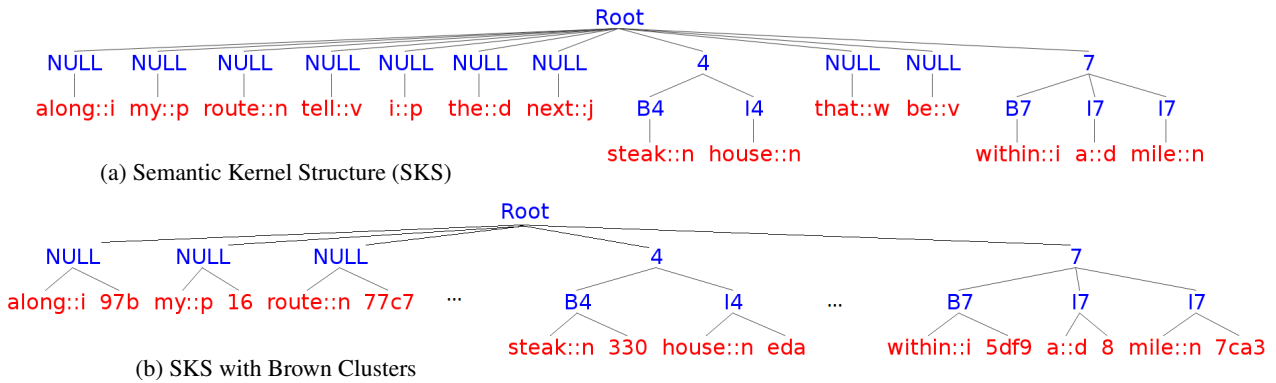 Root
NULL NULL NULL NULL NULL NULL NULL 4 NULL NULL 7
along::i my::p route::n tell::v i::p the::d next::j B4 I4 that::w be::v B7 I7 I7
steak::n house::n within::i a::d mile::n
(a) Semantic Kernel Structure (SKS)
Root
NULL NULL NULL 4 7
along::i 97b my::p 16 route::n 77c7 ... B4 I4 ... B7 I7 I7
steak::n 330 house::n eda within::i 5df9 a::d 8 mile::n 7ca3
(b) SKS with Brown Clusters